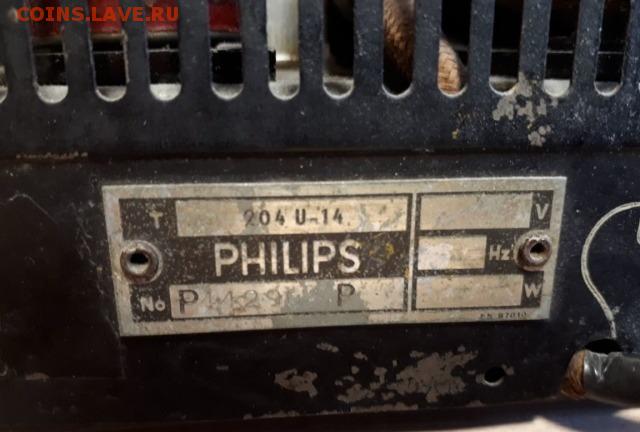 COINS.LAVE.RU
T 204 U-14 V
PHILIPS Hz
No P W